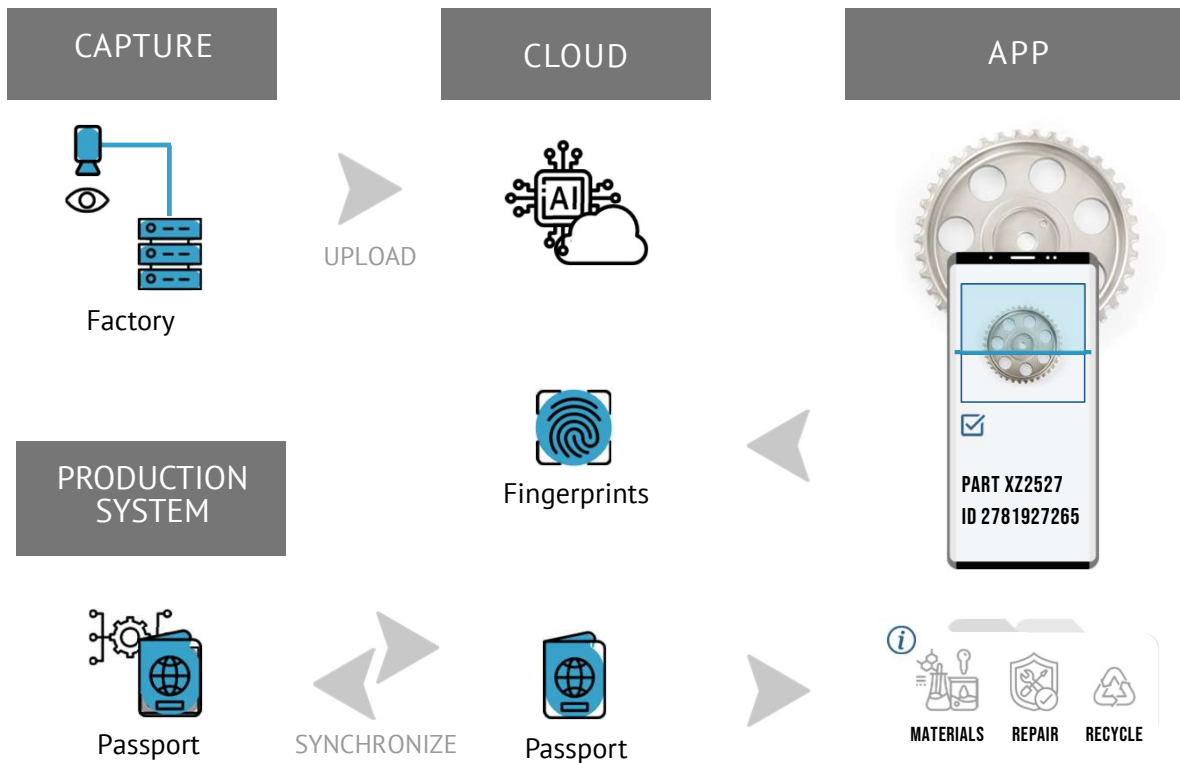 CAPTURE
CLOUD
APP
AI
UPLOAD
Factory
PRODUCTION
SYSTEM
Fingerprints
PART XZ2527
ID 2781927265
i
Passport
SYNCHRONIZE
Passport
MATERIALS
REPAIR
RECYCLE